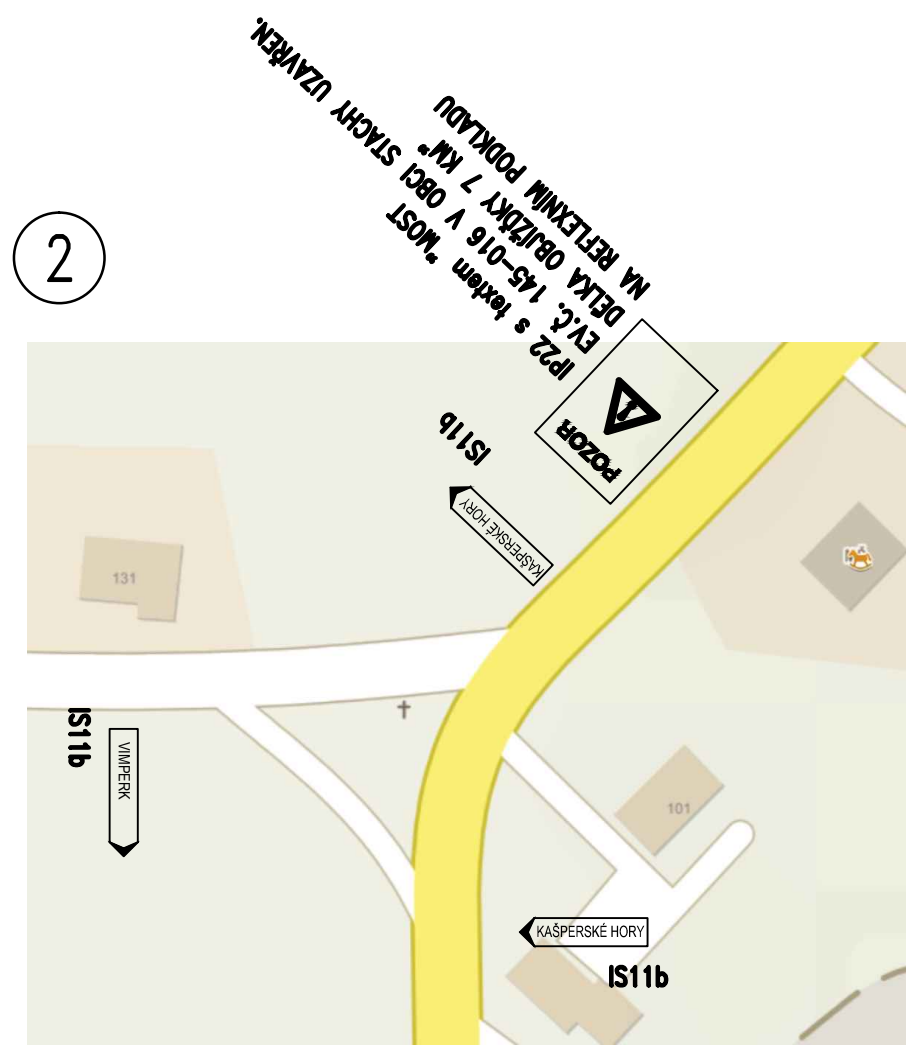 2
IP22 s textem "MOST
EV.Č. 145-016 V OBCI STACHY UZAVŘEN.
DÉLKA OBJÍŽĎKY 7 KM"
NA REFLEXNÍM PODKLADU
POZOR
IS11b
KAŠPERSKÉ HORY
131
IS11b
VIMPERK
101
KAŠPERSKÉ HORY
IS11b